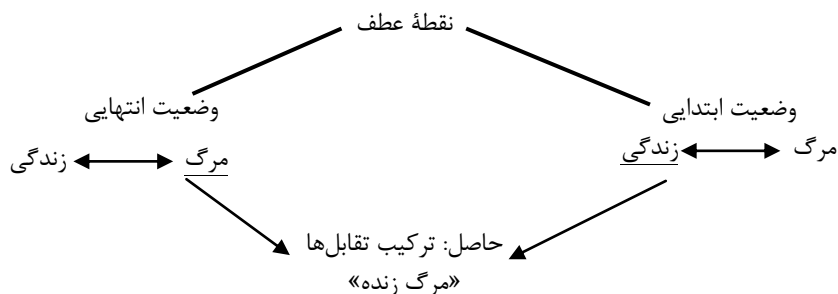 نقطهٔ عطف
وضعیت ابتدایی
وضعیت انتهایی
مرگ
زندگی
مرگ
زندگی
حاصل: ترکیب تقابل‌ها
«مرگ زنده»